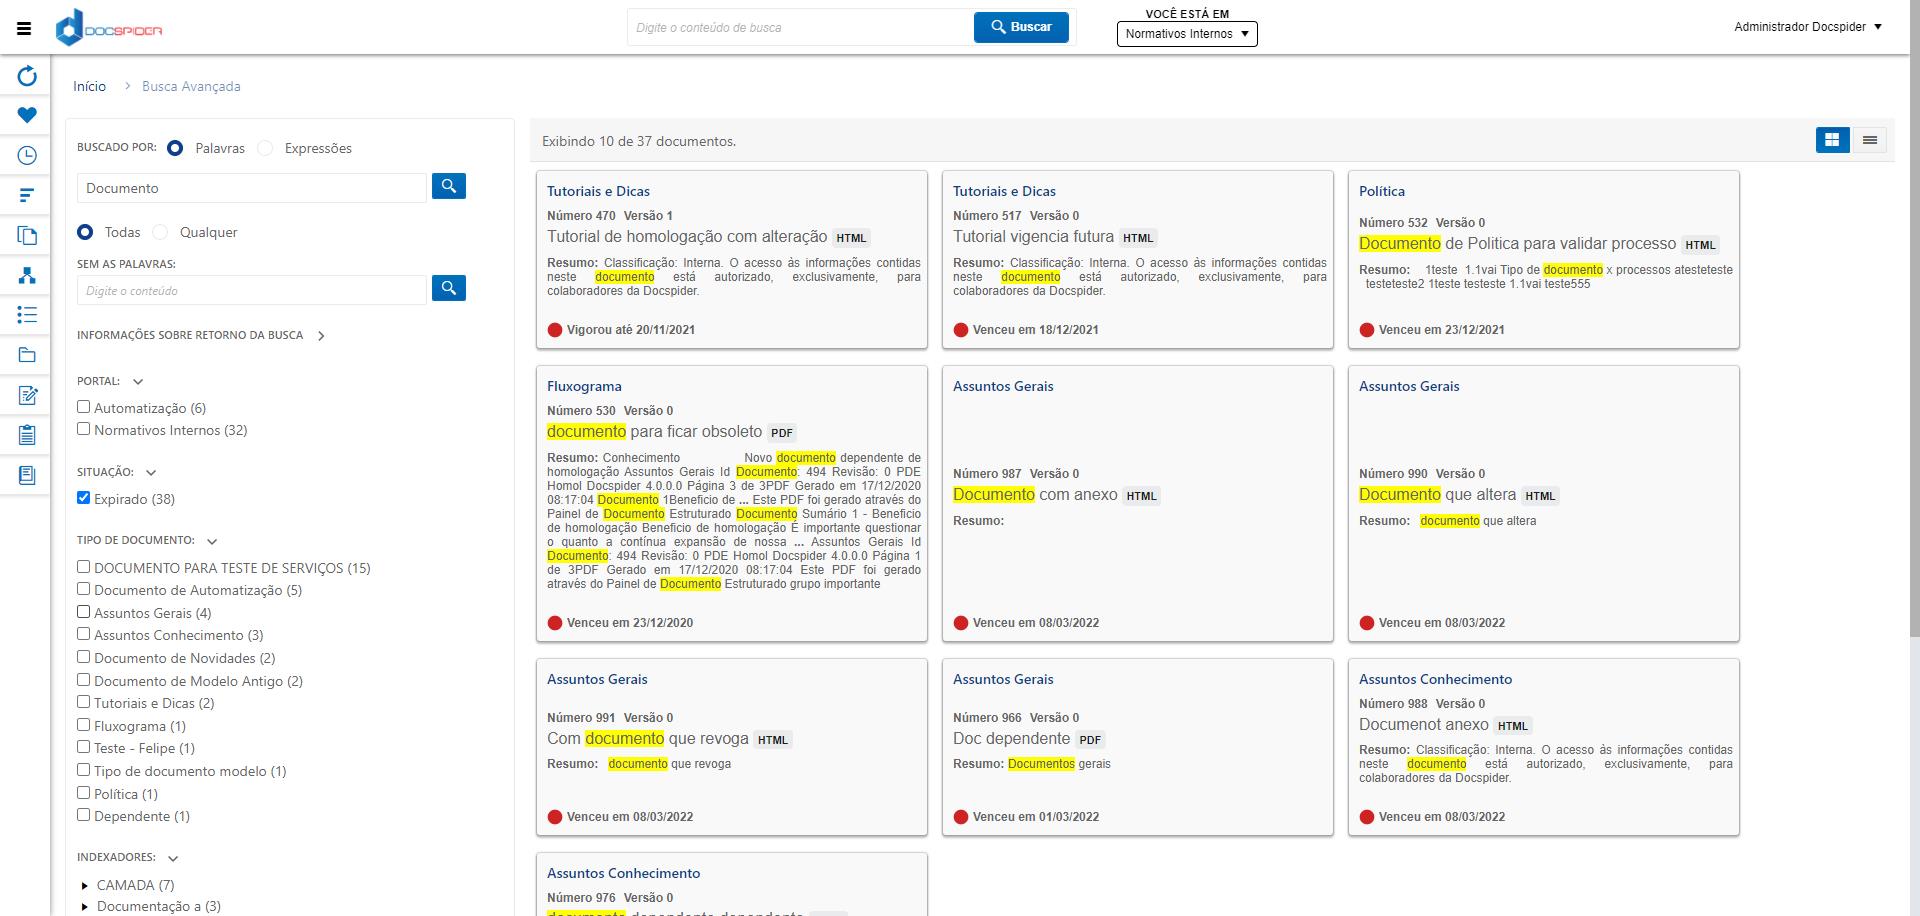 DOCSPIDER
Digite o conteúdo de busca
Buscar
VOCÊ ESTÁ EM
Normativos Internos
Administrador Docspider
Início > Busca Avançada
BUSCADO POR: Palavras Expressões
Documento
Todas Qualquer
SEM AS PALAVRAS:
Digite o conteúdo
INFORMAÇÕES SOBRE RETORNO DA BUSCA
PORTAL:
Automatização (6)
Normativos Internos (32)
SITUAÇÃO:
Expirado (38)
TIPO DE DOCUMENTO:
DOCUMENTO PARA TESTE DE SERVIÇOS (15)
Documento de Automatização (5)
Assuntos Gerais (4)
Assuntos Conhecimento (3)
Documento de Novidades (2)
Documento de Modelo Antigo (2)
Tutoriais e Dicas (2)
Fluxograma (1)
Teste - Felipe (1)
Tipo de documento modelo (1)
Política (1)
Dependente (1)
INDEXADORES:
CAMADA (7)
Documentação a (3)
Exibindo 10 de 37 documentos.
Tutoriais e Dicas
Número 470 Versão 1
Tutorial de homologação com alteração HTML
Resumo: Classificação: Interna. O acesso às informações contidas
neste documento está autorizado, exclusivamente, para
colaboradores da Docspider.
Vigorou até 20/11/2021
Tutoriais e Dicas
Número 517 Versão 0
Tutorial vigencia futura HTML
Resumo: Classificação: Interna. O acesso às informações contidas
neste documento está autorizado, exclusivamente, para
colaboradores da Docspider.
Venceu em 18/12/2021
Política
Número 532 Versão 0
Documento de Politica para validar processo HTML
Resumo: 1teste 1.1vai Tipo de documento x processos atesteteste
testeteste2 1teste testeste 1.1vai teste555
Venceu em 23/12/2021
Fluxograma
Número 530 Versão 0
documento para ficar obsoleto PDF
Resumo: Conhecimento Novo documento dependente de
homologação Assuntos Gerais Id Documento: 494 Revisão: 0 PDE
Homol Docspider 4.0.0.0 Página 3 de 3PDF Gerado em 17/12/2020
08:17:04 Documento 1Beneficio de ... Este PDF foi gerado através do
Painel de Documento Estruturado Documento Sumário 1 - Beneficio
de homologação Beneficio de homologação É importante questionar
o quanto a contínua expansão de nossa ... Assuntos Gerais Id
Documento: 494 Revisão: 0 PDE Homol Docspider 4.0.0.0 Página 1
de 3PDF Gerado em 17/12/2020 08:17:04 Este PDF foi gerado
através do Painel de Documento Estruturado grupo importante
Venceu em 23/12/2020
Assuntos Gerais
Número 987 Versão 0
Documento com anexo HTML
Resumo:
Venceu em 08/03/2022
Assuntos Gerais
Número 990 Versão 0
Documento que altera HTML
Resumo: documento que altera
Venceu em 08/03/2022
Assuntos Gerais
Número 991 Versão 0
Com documento que revoga HTML
Resumo: documento que revoga
Venceu em 08/03/2022
Assuntos Gerais
Número 966 Versão 0
Doc dependente PDF
Resumo: Documentos gerais
Venceu em 01/03/2022
Assuntos Conhecimento
Número 988 Versão 0
Documenot anexo HTML
Resumo: Classificação: Interna. O acesso às informações contidas
neste documento está autorizado, exclusivamente, para
colaboradores da Docspider.
Venceu em 08/03/2022
Assuntos Conhecimento
Número 976 Versão 0
documento dependente dependente